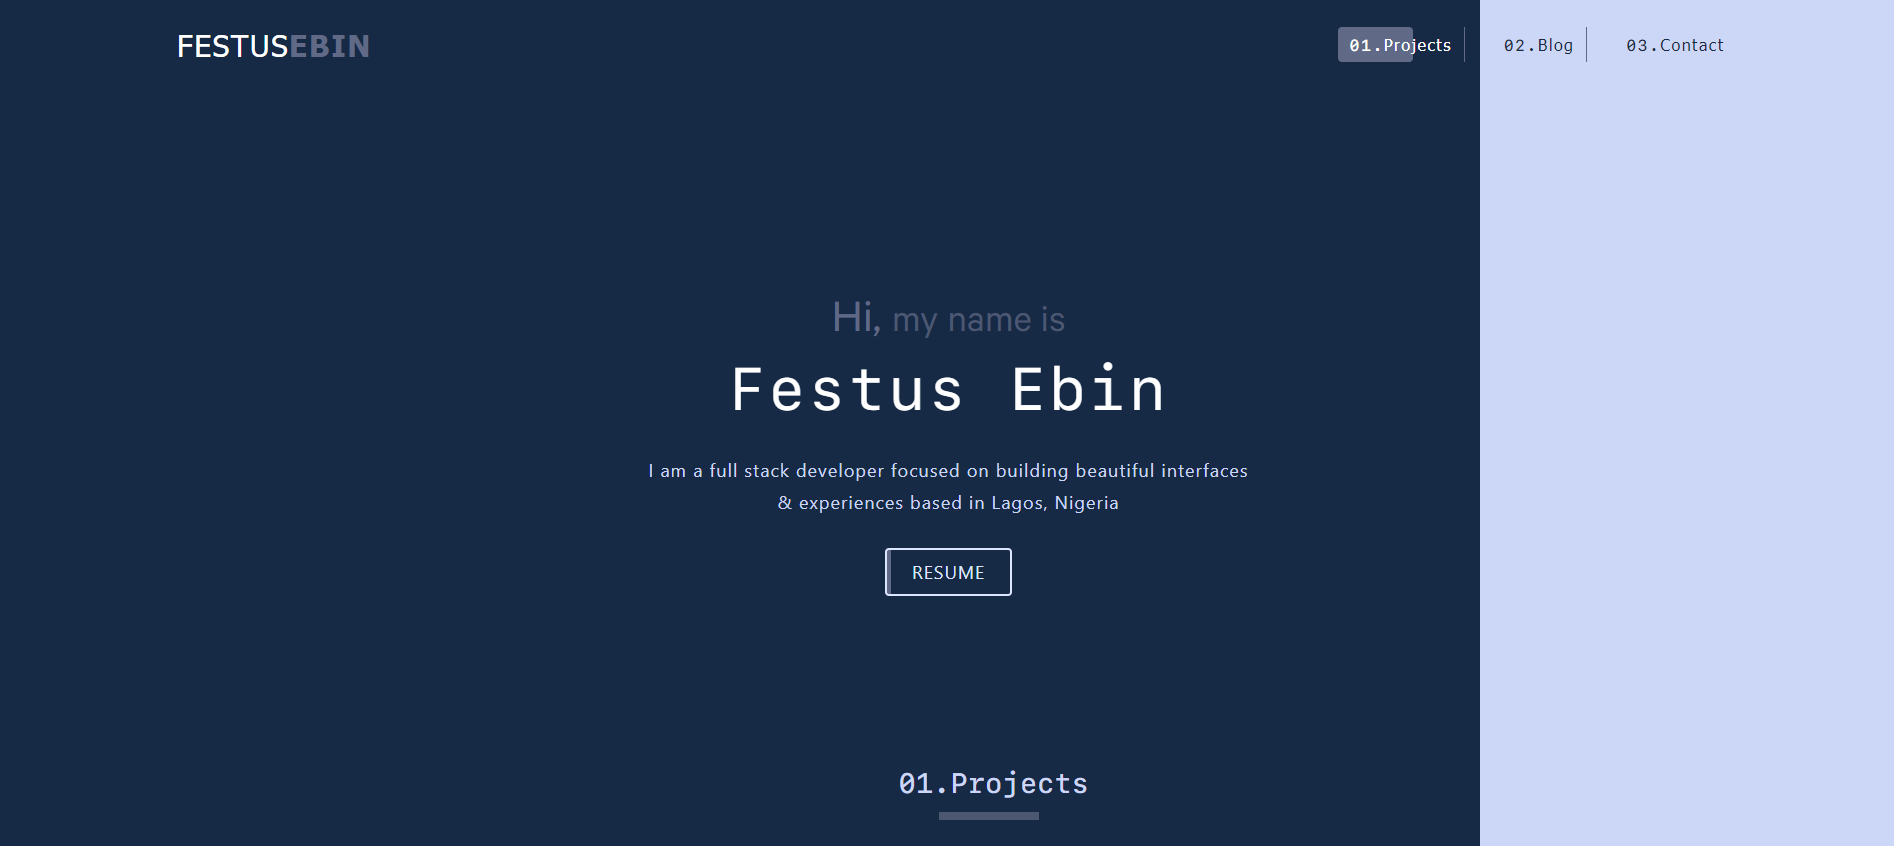 FESTUSEBIN
01.Projects
02.Blog
03.Contact
Hi, my name is
Festus Ebin
I am a full stack developer focused on building beautiful interfaces
& experiences based in Lagos, Nigeria
RESUME
01.Projects